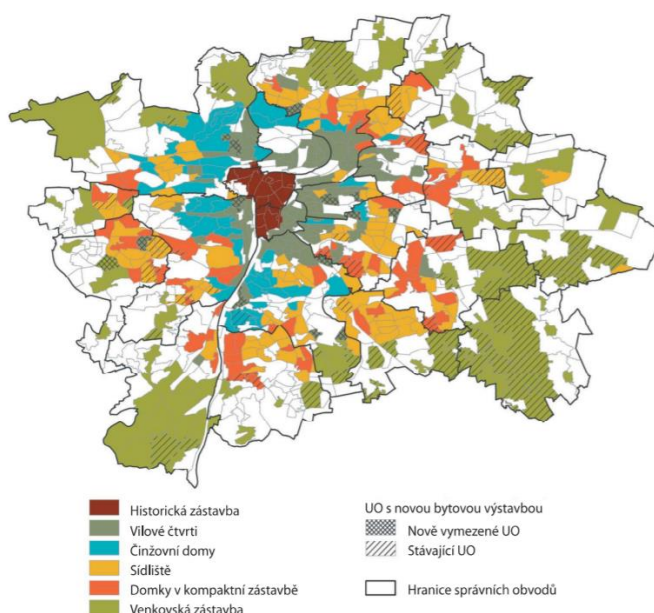 Historická zástavba
Vilové čtvrti
Činžovní domy
Sídliště
Domky v kompaktní zástavbě
Venkovská zástavba
UO s novou bytovou výstavbou
Nově vymezené UO
Stávající UO
Hranice správních obvodů